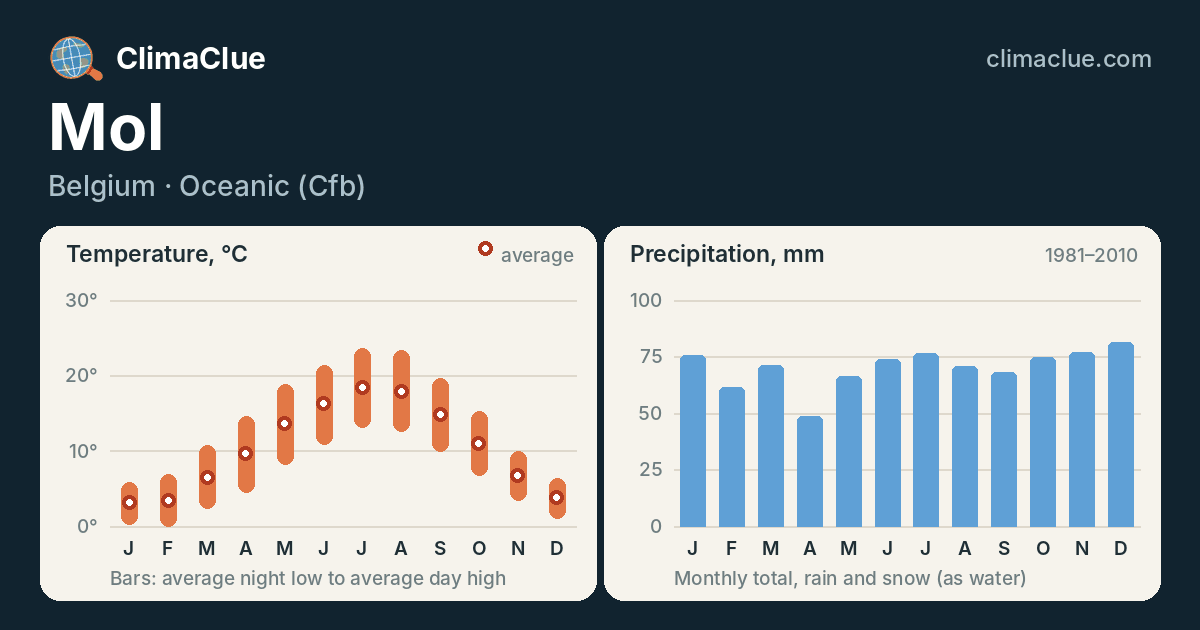 ClimaClue
climaclue.com
Mol
Belgium · Oceanic (Cfb)
Temperature, °C
average
30°
20°
10°
0°
J F M A M J J A S O N D
Bars: average night low to average day high
Precipitation, mm
1981–2010
100
75
50
25
0
J F M A M J J A S O N D
Monthly total, rain and snow (as water)